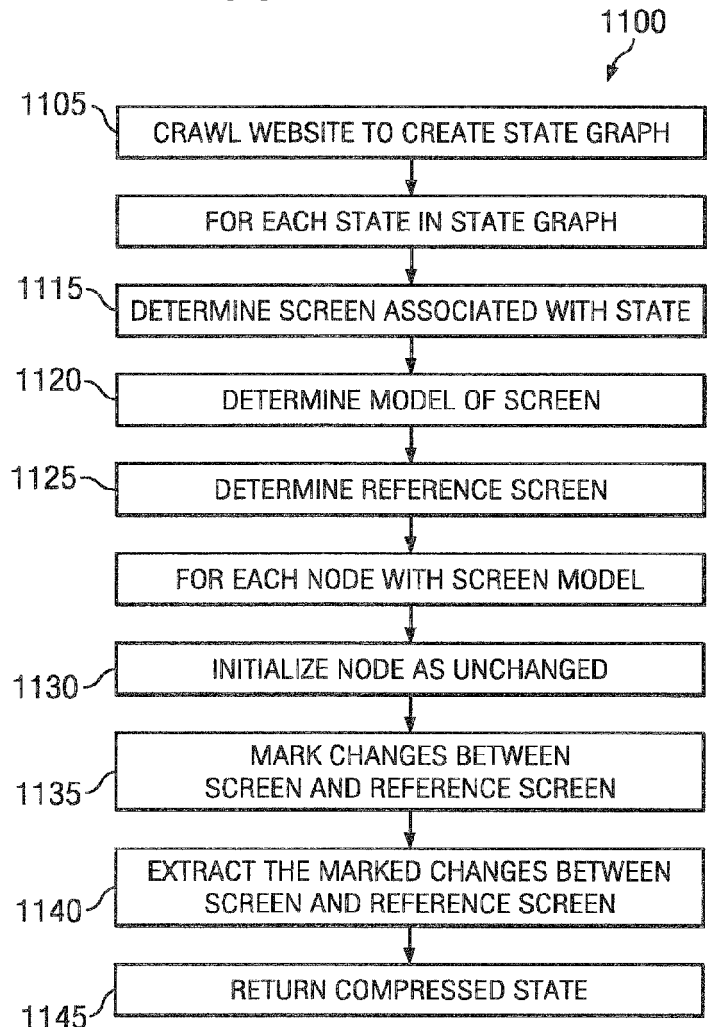 1100
1105
CRAWL WEBSITE TO CREATE STATE GRAPH
FOR EACH STATE IN STATE GRAPH
1115
DETERMINE SCREEN ASSOCIATED WITH STATE
1120
DETERMINE MODEL OF SCREEN
1125
DETERMINE REFERENCE SCREEN
FOR EACH NODE WITH SCREEN MODEL
1130
INITIALIZE NODE AS UNCHANGED
1135
MARK CHANGES BETWEEN
SCREEN AND REFERENCE SCREEN
1140
EXTRACT THE MARKED CHANGES BETWEEN
SCREEN AND REFERENCE SCREEN
1145
RETURN COMPRESSED STATE